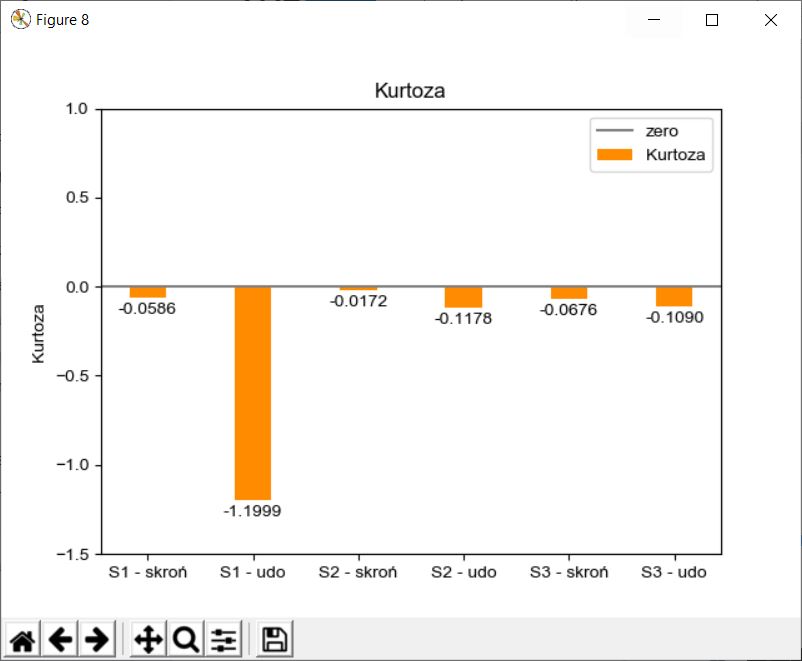 Figure 8
Kurtoza
1.0
zero
Kurtoza
0.5
0.0
-0.0586
-0.0172
-0.1178
-0.0676
-0.1090
Kurtoza
−0.5
−1.0
-1.1999
−1.5
S1 - skroń S1 - udo S2 - skroń S2 - udo S3 - skroń S3 - udo